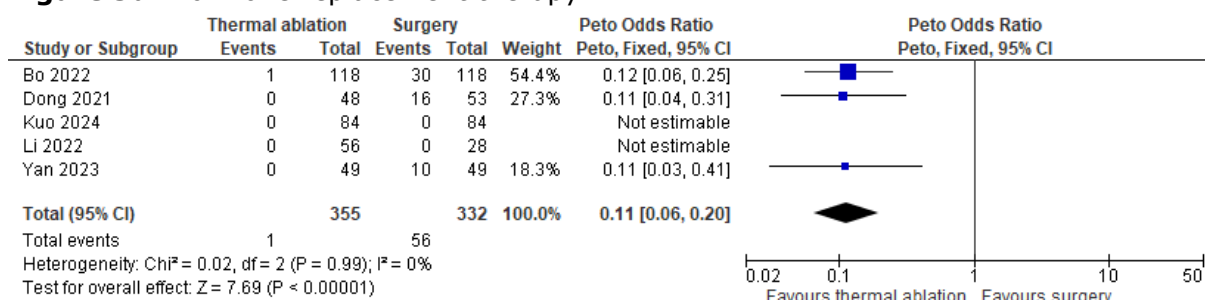 Thermal ablation Surgery Peto Odds Ratio Peto Odds Ratio
Study or Subgroup Events Total Events Total Weight Peto, Fixed, 95% CI Peto, Fixed, 95% CI
Bo 2022 1 118 30 118 54.4% 0.12 [0.06, 0.25]
Dong 2021 0 48 16 53 27.3% 0.11 [0.04, 0.31]
Kuo 2024 0 84 0 84 Not estimable
Li 2022 0 56 0 28 Not estimable
Yan 2023 0 49 10 49 18.3% 0.11 [0.03, 0.41]
Total (95% CI) 355 332 100.0% 0.11 [0.06, 0.20]
Total events 1 56
Heterogeneity: Chi² = 0.02, df = 2 (P = 0.99); I² = 0%
Test for overall effect: Z = 7.69 (P < 0.00001)
0.02 0.1 1 10 50
Favours thermal ablation Favours surgery